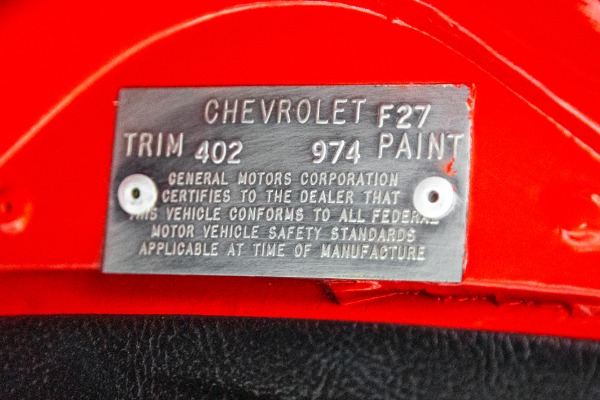 CHEVROLET F27
TRIM 402 974 PAINT
GENERAL MOTORS CORPORATION
CERTIFIES TO THE DEALER THAT
THIS VEHICLE CONFORMS TO ALL FEDERAL
MOTOR VEHICLE SAFETY STANDARDS
APPLICABLE AT TIME OF MANUFACTURE